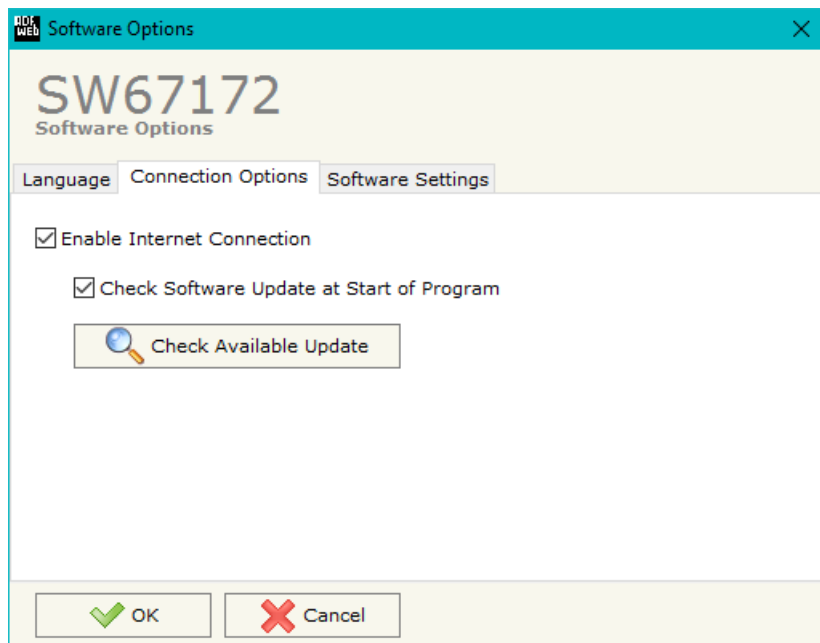 ADF
WEB Software Options
SW67172
Software Options
Language Connection Options Software Settings
Enable Internet Connection
Check Software Update at Start of Program
Check Available Update
OK Cancel